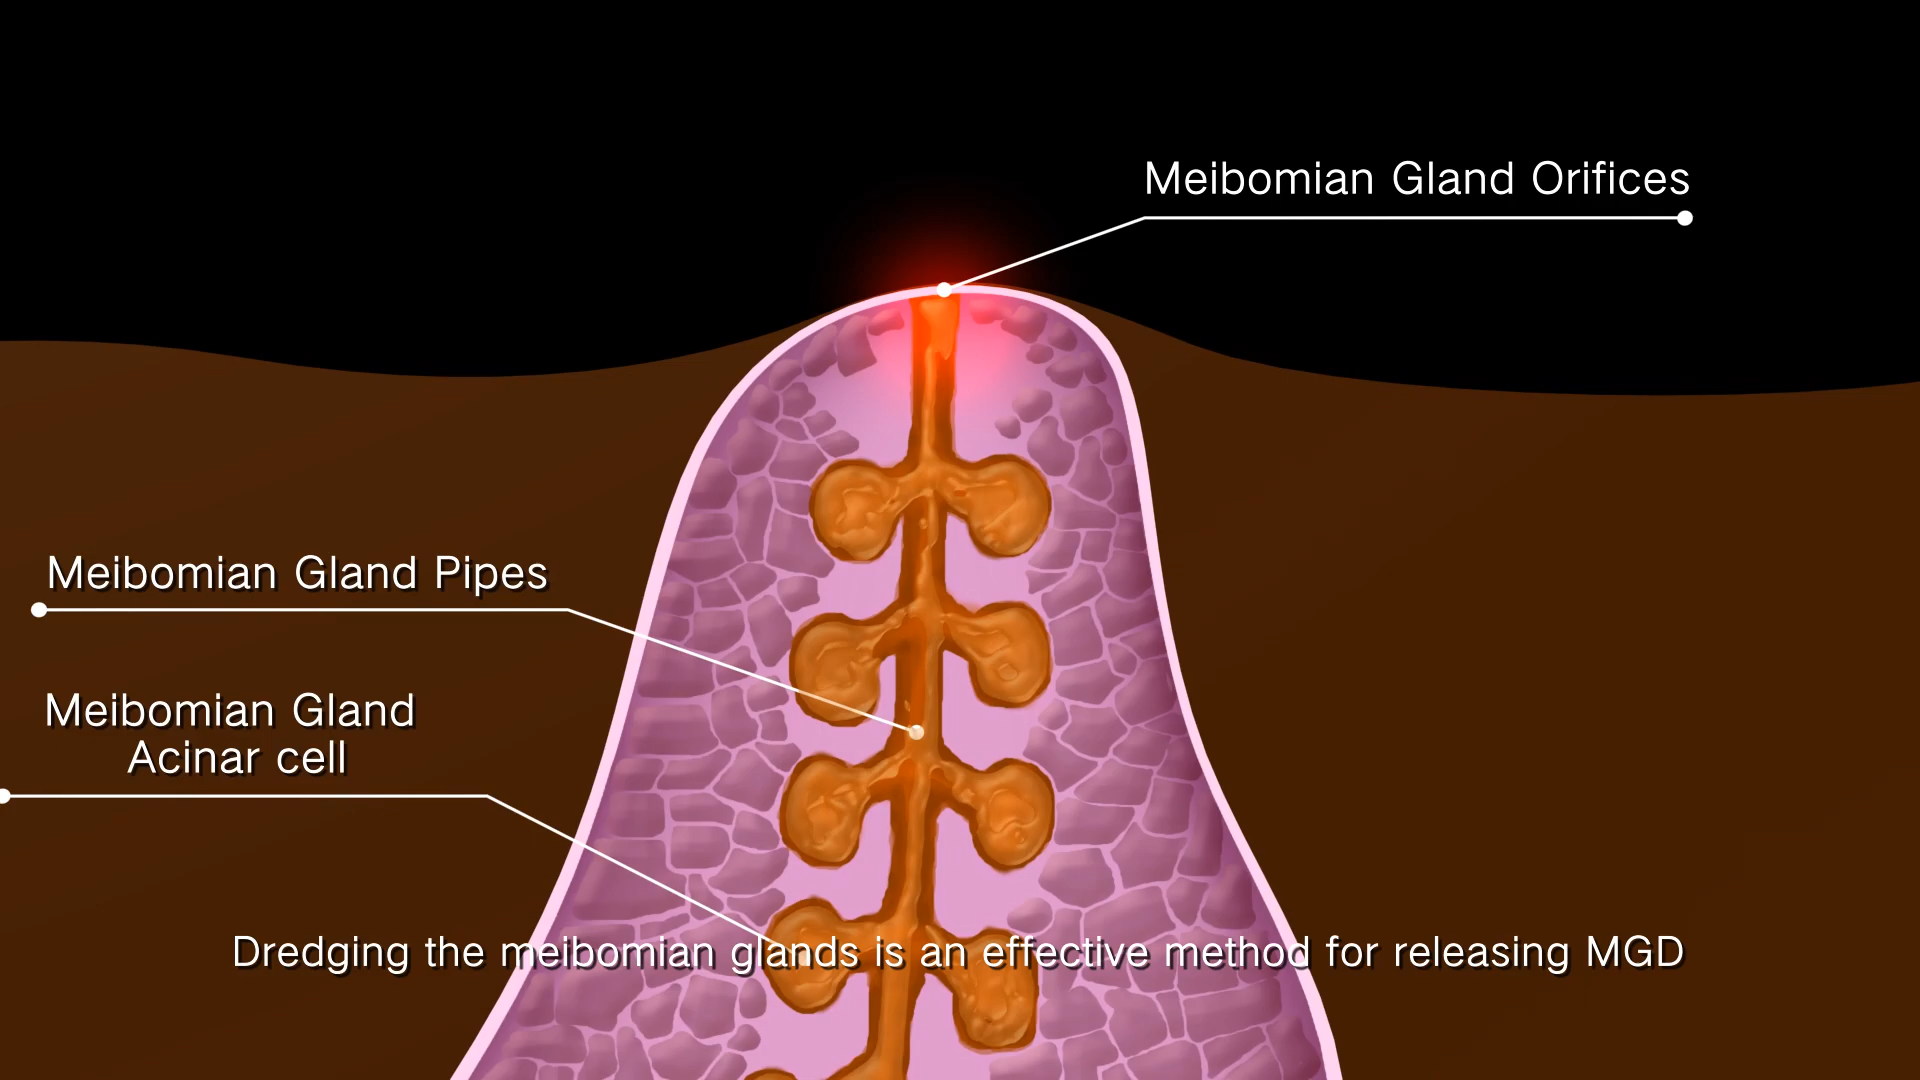 Meibomian Gland Orifices
Meibomian Gland Pipes
Meibomian Gland
Acinar cell
Dredging the meibomian glands is an effective method for releasing MGD